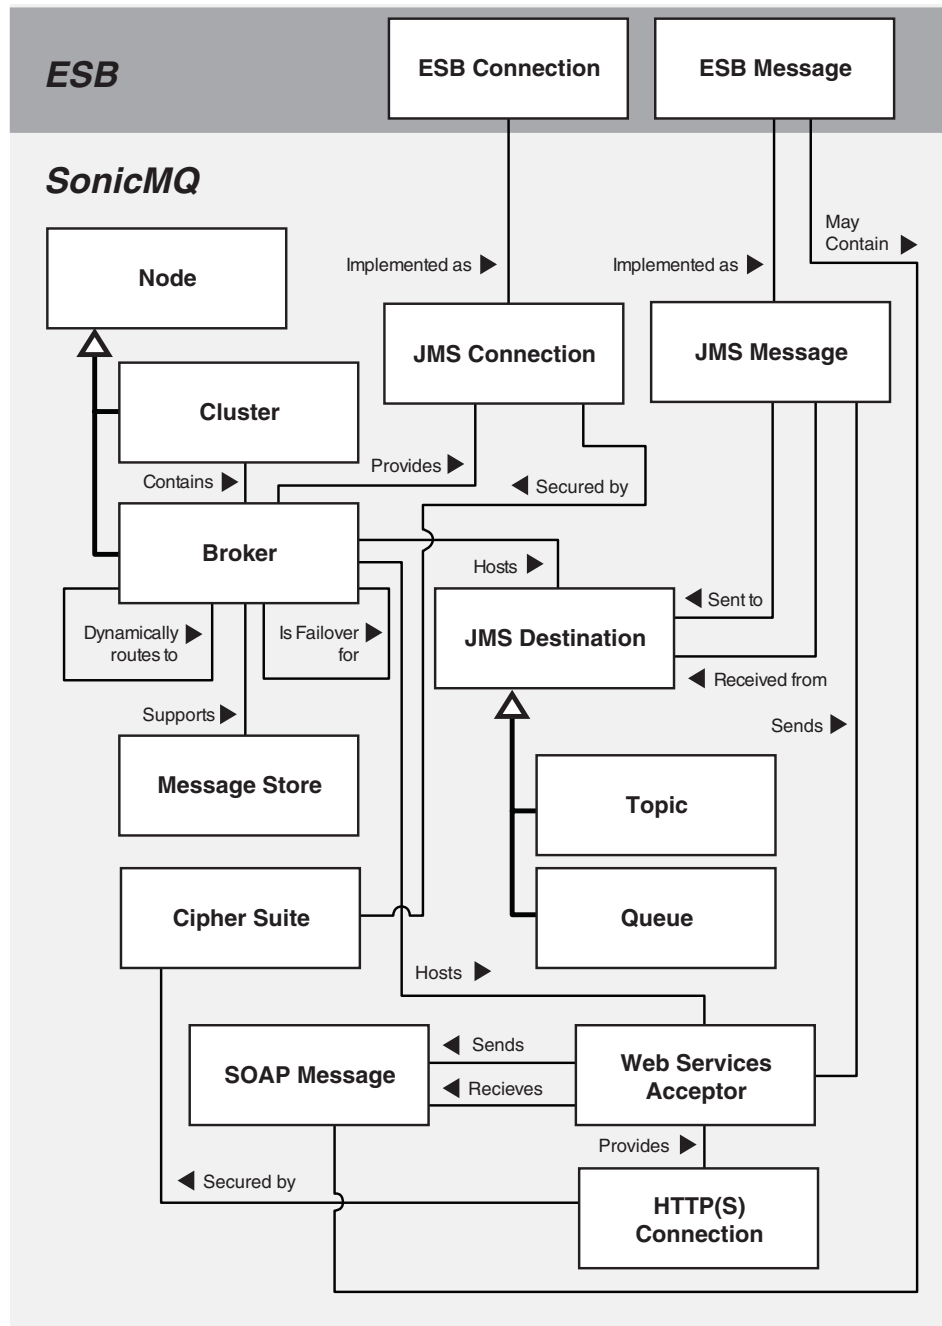 ESB
ESB Connection
ESB Message
SonicMQ
May
Contain
Node
Implemented as
Implemented as
JMS Connection
JMS Message
Cluster
Contains
Provides
Secured by
Broker
Hosts
Dynamically
routes to
Is Failover
for
Sent to
JMS Destination
Received from
Supports
Sends
Message Store
Topic
Cipher Suite
Queue
Hosts
SOAP Message
Sends
Recieves
Web Services
Acceptor
Provides
Secured by
HTTP(S)
Connection